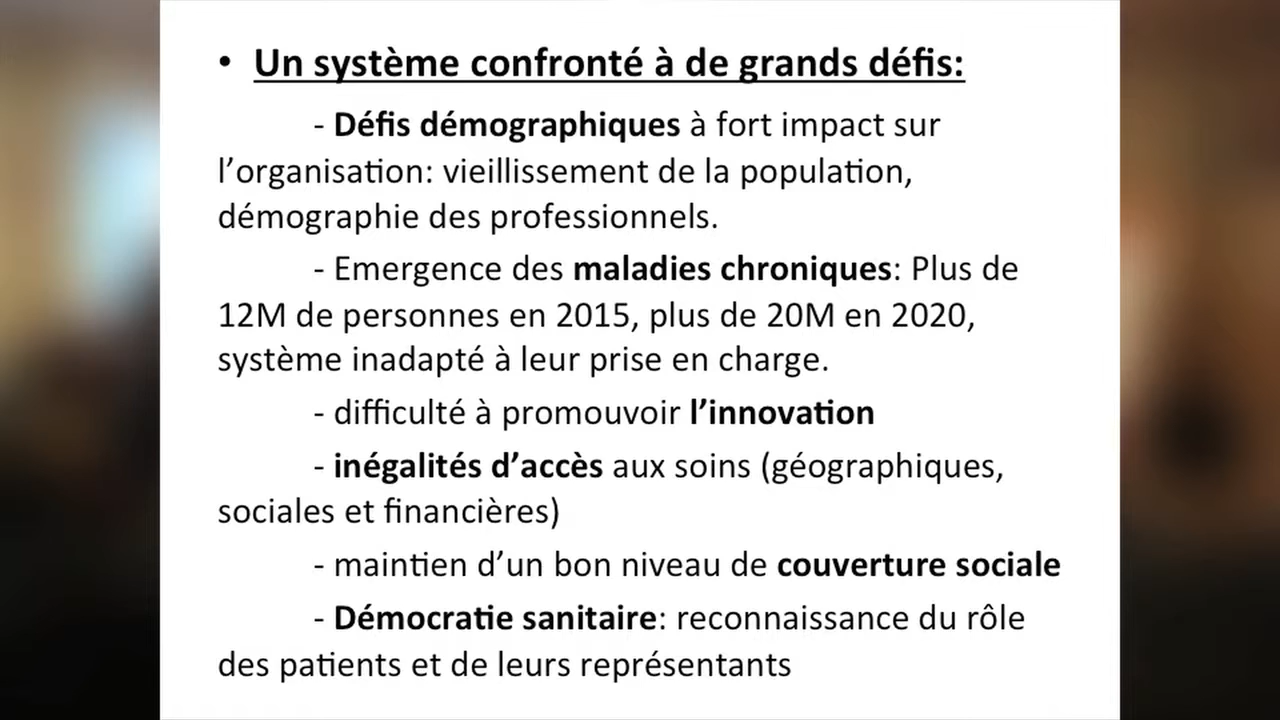 • Un système confronté à de grands défis:
- Défis démographiques à fort impact sur
l’organisation: vieillissement de la population,
démographie des professionnels.
- Emergence des maladies chroniques: Plus de
12M de personnes en 2015, plus de 20M en 2020,
système inadapté à leur prise en charge.
- difficulté à promouvoir l’innovation
- inégalités d’accès aux soins (géographiques,
sociales et financières)
- maintien d’un bon niveau de couverture sociale
- Démocratie sanitaire: reconnaissance du rôle
des patients et de leurs représentants